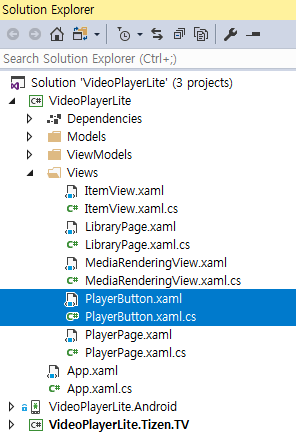 Solution Explorer
Search Solution Explorer (Ctrl+;)
Solution 'VideoPlayerLite' (3 projects)
C# VideoPlayerLite
Dependencies
Models
ViewModels
Views
ItemView.xaml
C# ItemView.xaml.cs
LibraryPage.xaml
C# LibraryPage.xaml.cs
MediaRenderingView.xaml
C# MediaRenderingView.xaml.cs
PlayerButton.xaml
C# PlayerButton.xaml.cs
PlayerPage.xaml
C# PlayerPage.xaml.cs
App.xaml
C# App.xaml.cs
VideoPlayerLite.Android
C# VideoPlayerLite.Tizen.TV